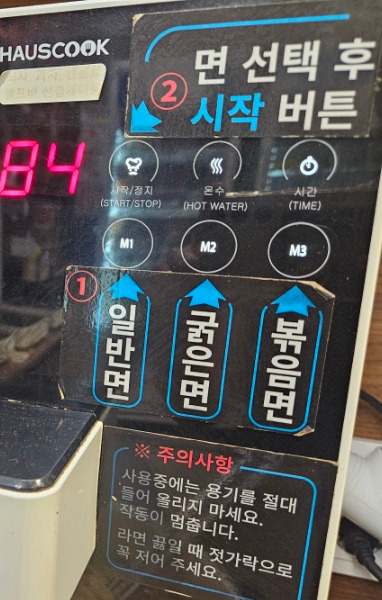 HAUSCOOK
② 면 선택 후
시작 버튼
84
시작/정지
(START/STOP)
온수
(HOT WATER)
시간
(TIME)
M1
M2
M3
①
일반면
굵은면
볶음면
※ 주의사항
사용중에는 용기를 절대
들어 올리지 마세요.
작동이 멈춥니다.
라면 끓일 때 젓가락으로
꼭 저어 주세요.